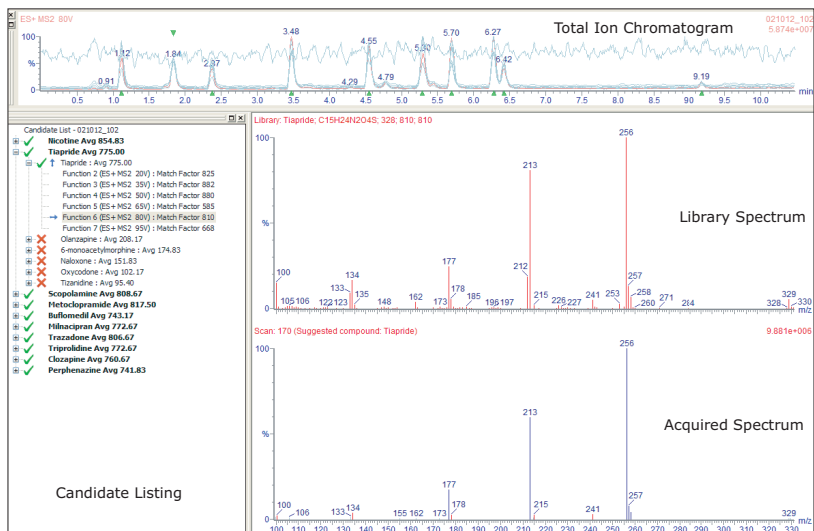 ES+ MS2 80V
Total Ion Chromatogram
021012_102
5.874e+007
100
%
0
0.91 1.12 1.84 2.37 3.48 4.29 4.55 4.79 5.30 5.70 6.27 6.42 9.19
0.5 1.0 1.5 2.0 2.5 3.0 3.5 4.0 4.5 5.0 5.5 6.0 6.5 7.0 7.5 8.0 8.5 9.0 9.5 10.0 min
Candidate List - 021012_102
Nicotine Avg 854.83
Tiapride Avg 775.00
Tiapride : Avg 775.00
Function 2 (ES+ MS2 20V) : Match Factor 825
Function 3 (ES+ MS2 35V) : Match Factor 882
Function 4 (ES+ MS2 50V) : Match Factor 880
Function 5 (ES+ MS2 65V) : Match Factor 585
Function 6 (ES+ MS2 80V) : Match Factor 810
Function 7 (ES+ MS2 95V) : Match Factor 668
Olanzapine : Avg 208.17
6-monoacetylmorphine : Avg 174.83
Naloxone : Avg 151.83
Oxycodone : Avg 102.17
Tizanidine : Avg 95.40
Scopolamine Avg 808.67
Metoclopramide Avg 817.50
Buflomedil Avg 743.17
Milnacipran Avg 772.67
Trazadone Avg 806.67
Triprolidine Avg 772.67
Clozapine Avg 760.67
Perphenazine Avg 741.83
Candidate Listing
Library: Tiapride; C15H24N2O4S; 328; 810; 810
100
%
0
100 105 106 122 123 133 134 135 148 162 173 177 178 185 195 197 212 213 215 226 227 241 253 256 257 258 260 271 284 328 329 330
m/z
Library Spectrum
Scan: 170 (Suggested compound: Tiapride)
9.881e+006
100
%
0
100 106 133 134 155 162 173 177 178 213 215 241 256 257 329
Acquired Spectrum
100 110 120 130 140 150 160 170 180 190 200 210 220 230 240 250 260 270 280 290 300 310 320 330 m/z